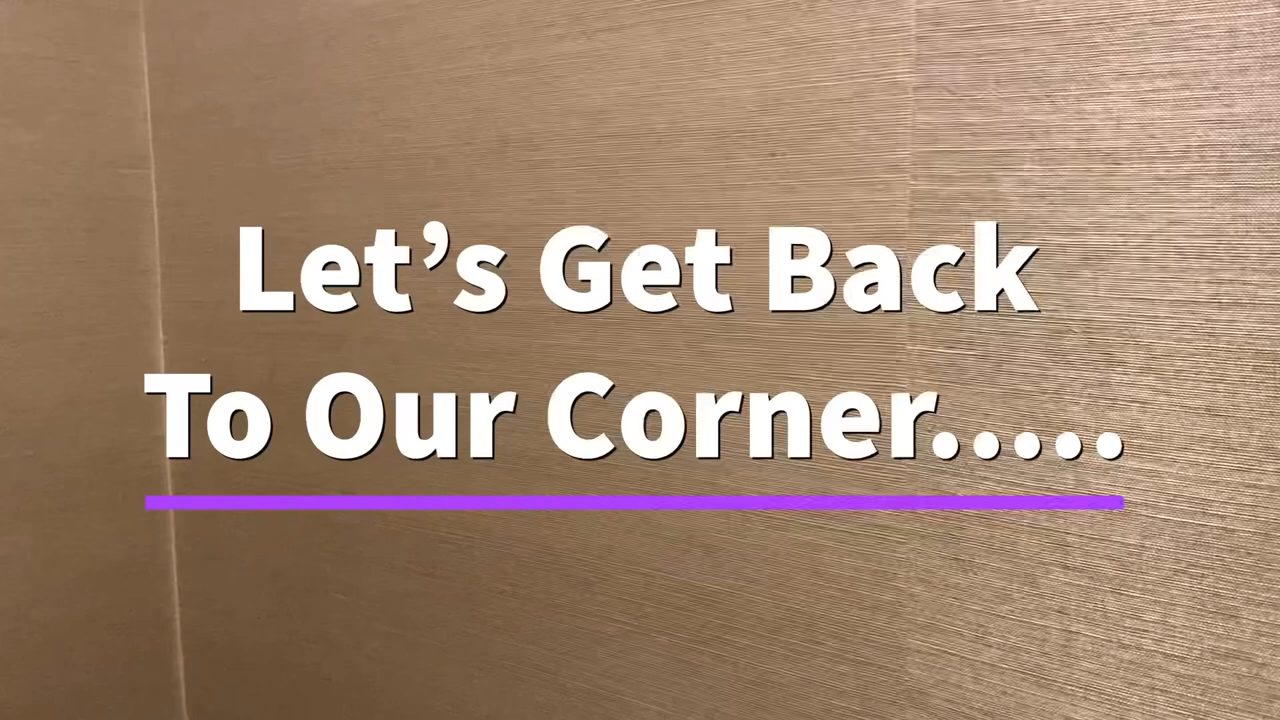 Let’s Get Back
To Our Corner.....